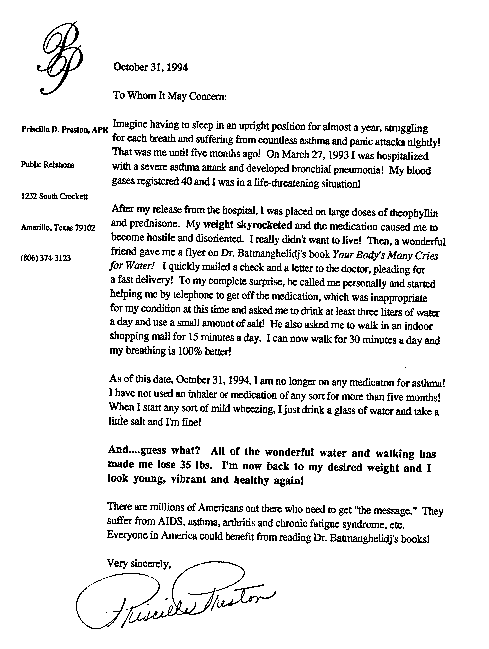 PP
October 31, 1994
To Whom It May Concern:
Priscilla D. Preston, APR
Public Relations
1232 South Crockett
Amarillo, Texas 79102
(806) 374-3123
Imagine having to sleep in an upright position for almost a year, struggling
for each breath and suffering from countless asthma and panic attacks nightly!
That was me until five months ago! On March 27, 1993 I was hospitalized
with a severe asthma attack and developed bronchial pneumonia! My blood
gases registered 40 and I was in a life-threatening situation!
After my release from the hospital, I was placed on large doses of theophyllin
and prednisone. My weight skyrocketed and the medication caused me to
become hostile and disoriented. I really didn't want to live! Then, a wonderful
friend gave me a flyer on Dr. Batmanghelidj's book Your Body's Many Cries
for Water! I quickly mailed a check and a letter to the doctor, pleading for
a fast delivery! To my complete surprise, he called me personally and started
helping me by telephone to get off the medication, which was inappropriate
for my condition at this time and asked me to drink at least three liters of water
a day and use a small amount of salt! He also asked me to walk in an indoor
shopping mall for 15 minutes a day. I can now walk for 30 minutes a day and
my breathing is 100% better!
As of this date, October 31, 1994, I am no longer on any medication for asthma!
I have not used an inhaler or medication of any sort for more than five months!
When I start any sort of mild wheezing, I just drink a glass of water and take a
little salt and I'm fine!
And....guess what? All of the wonderful water and walking has
made me lose 35 lbs. I'm now back to my desired weight and I
look young, vibrant and healthy again!
There are millions of Americans out there who need to get "the message." They
suffer from AIDS, asthma, arthritis and chronic fatigue syndrome, etc.
Everyone in America could benefit from reading Dr. Batmanghelidj's books!
Very sincerely,
Priscilla Preston